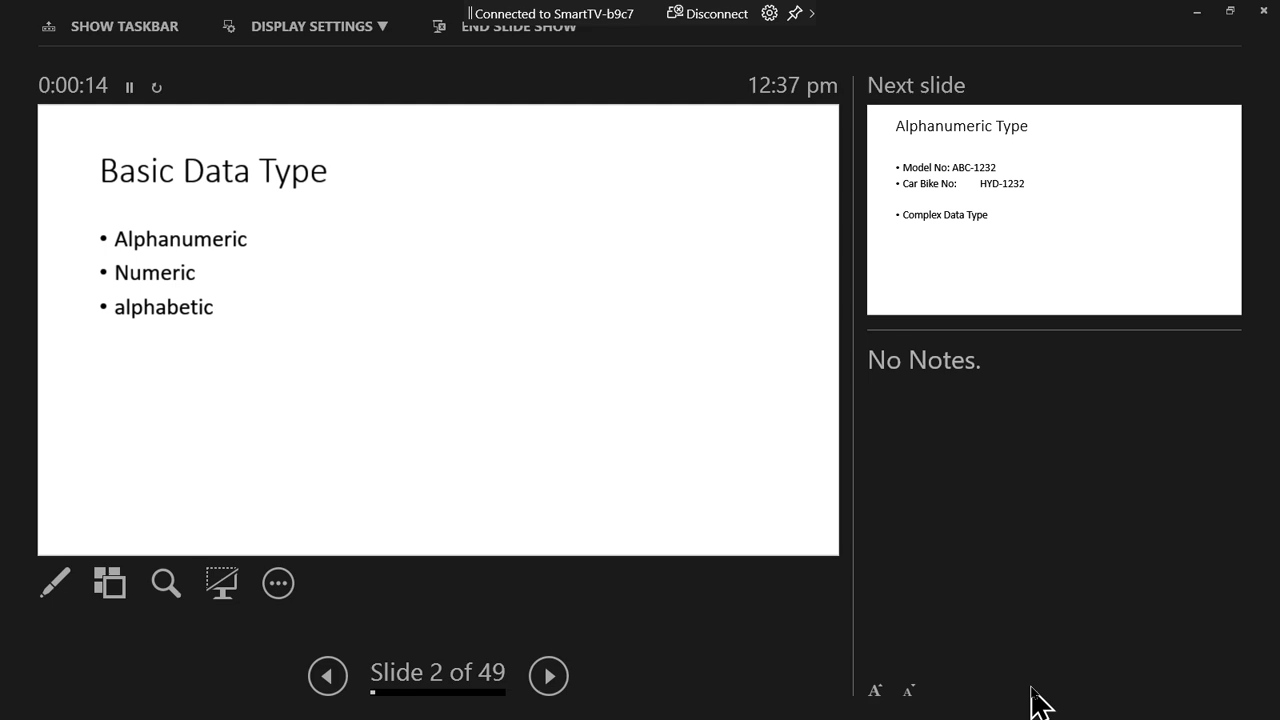 Connected to SmartTV-b9c7 Disconnect
SHOW TASKBAR DISPLAY SETTINGS ▼ END SLIDE SHOW
0:00:14 12:37 pm
Basic Data Type
• Alphanumeric
• Numeric
• alphabetic
Slide 2 of 49
Next slide
Alphanumeric Type
• Model No: ABC-1232
• Car Bike No: HYD-1232
• Complex Data Type
No Notes.
A A